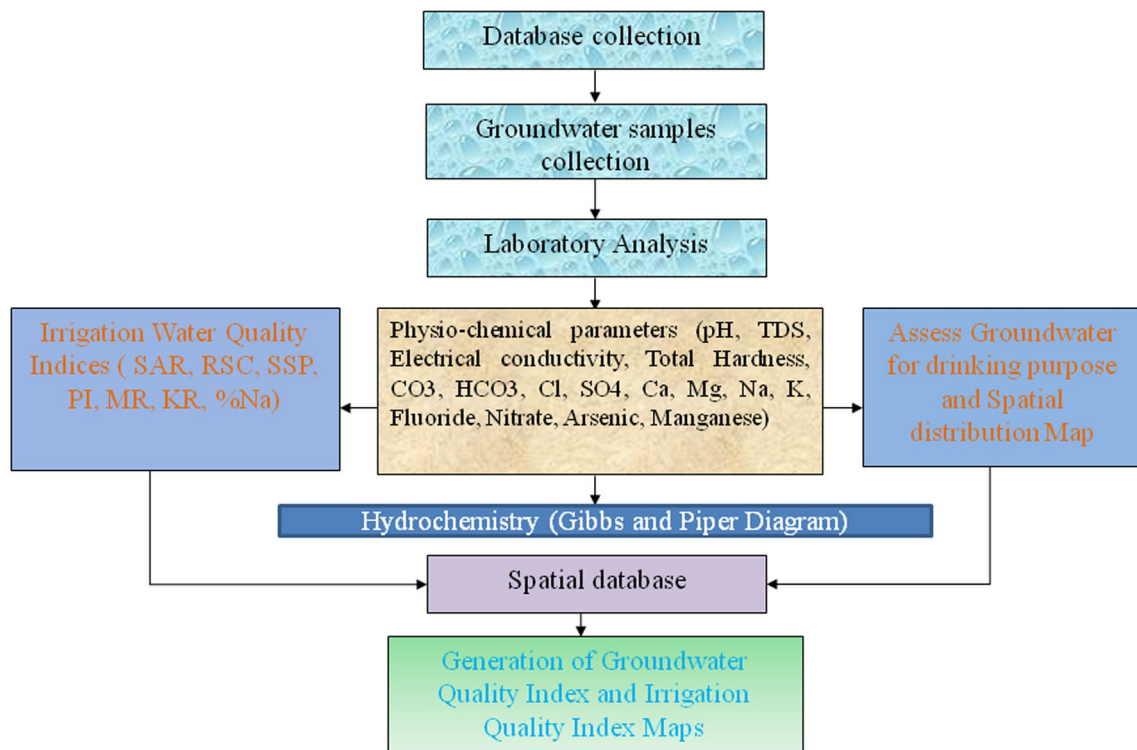 Database collection
Groundwater samples
collection
Laboratory Analysis
Irrigation Water Quality
Indices ( SAR, RSC, SSP,
PI, MR, KR, %Na)
Physio-chemical parameters (pH, TDS,
Electrical conductivity, Total Hardness,
CO3, HCO3, Cl, SO4, Ca, Mg, Na, K,
Fluoride, Nitrate, Arsenic, Manganese)
Assess Groundwater
for drinking purpose
and Spatial
distribution Map
Hydrochemistry (Gibbs and Piper Diagram)
Spatial database
Generation of Groundwater
Quality Index and Irrigation
Quality Index Maps